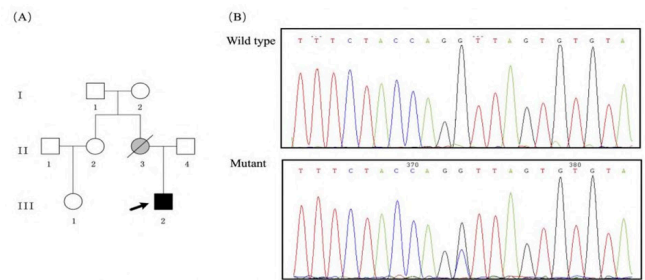 (A)
I
1
2
II
1
2
3
4
III
1
2
(B)
Wild type
T T T C T A C C A G G T T A G T G T G T A
Mutant
370
380
T T T C T A C C A G G T T A G T G T G T A